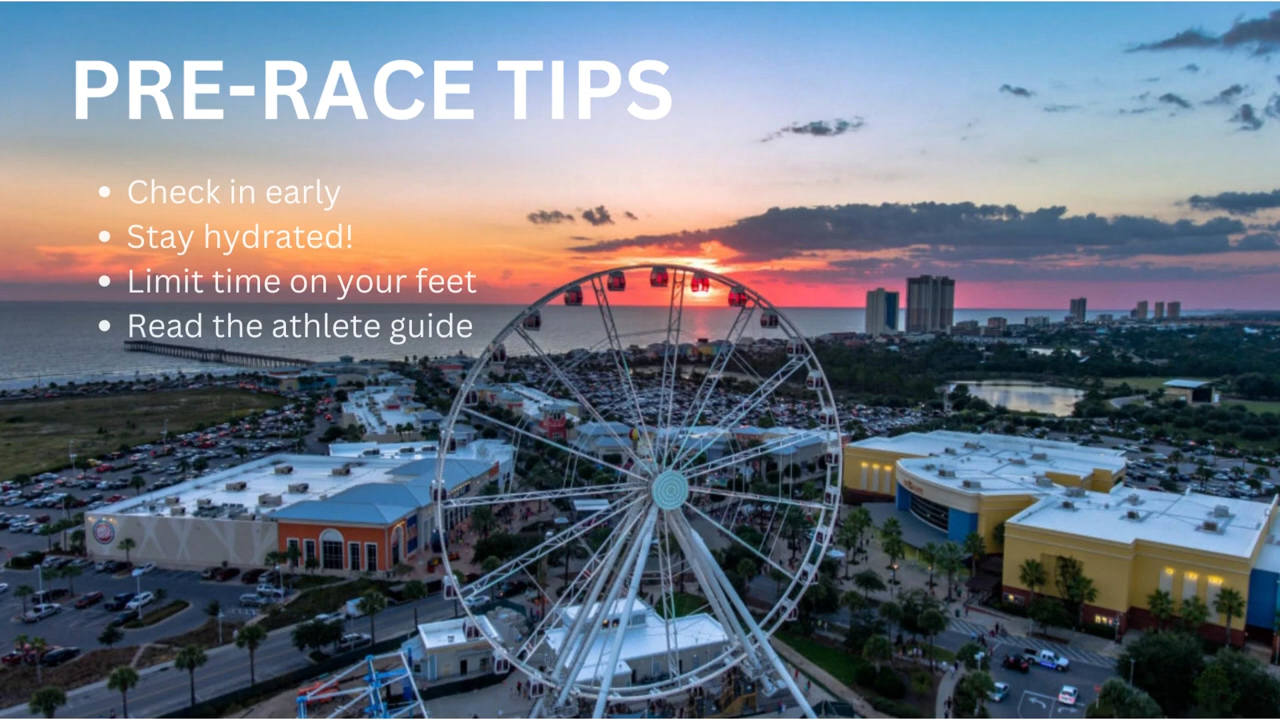 PRE-RACE TIPS
• Check in early
• Stay hydrated!
• Limit time on your feet
• Read the athlete guide